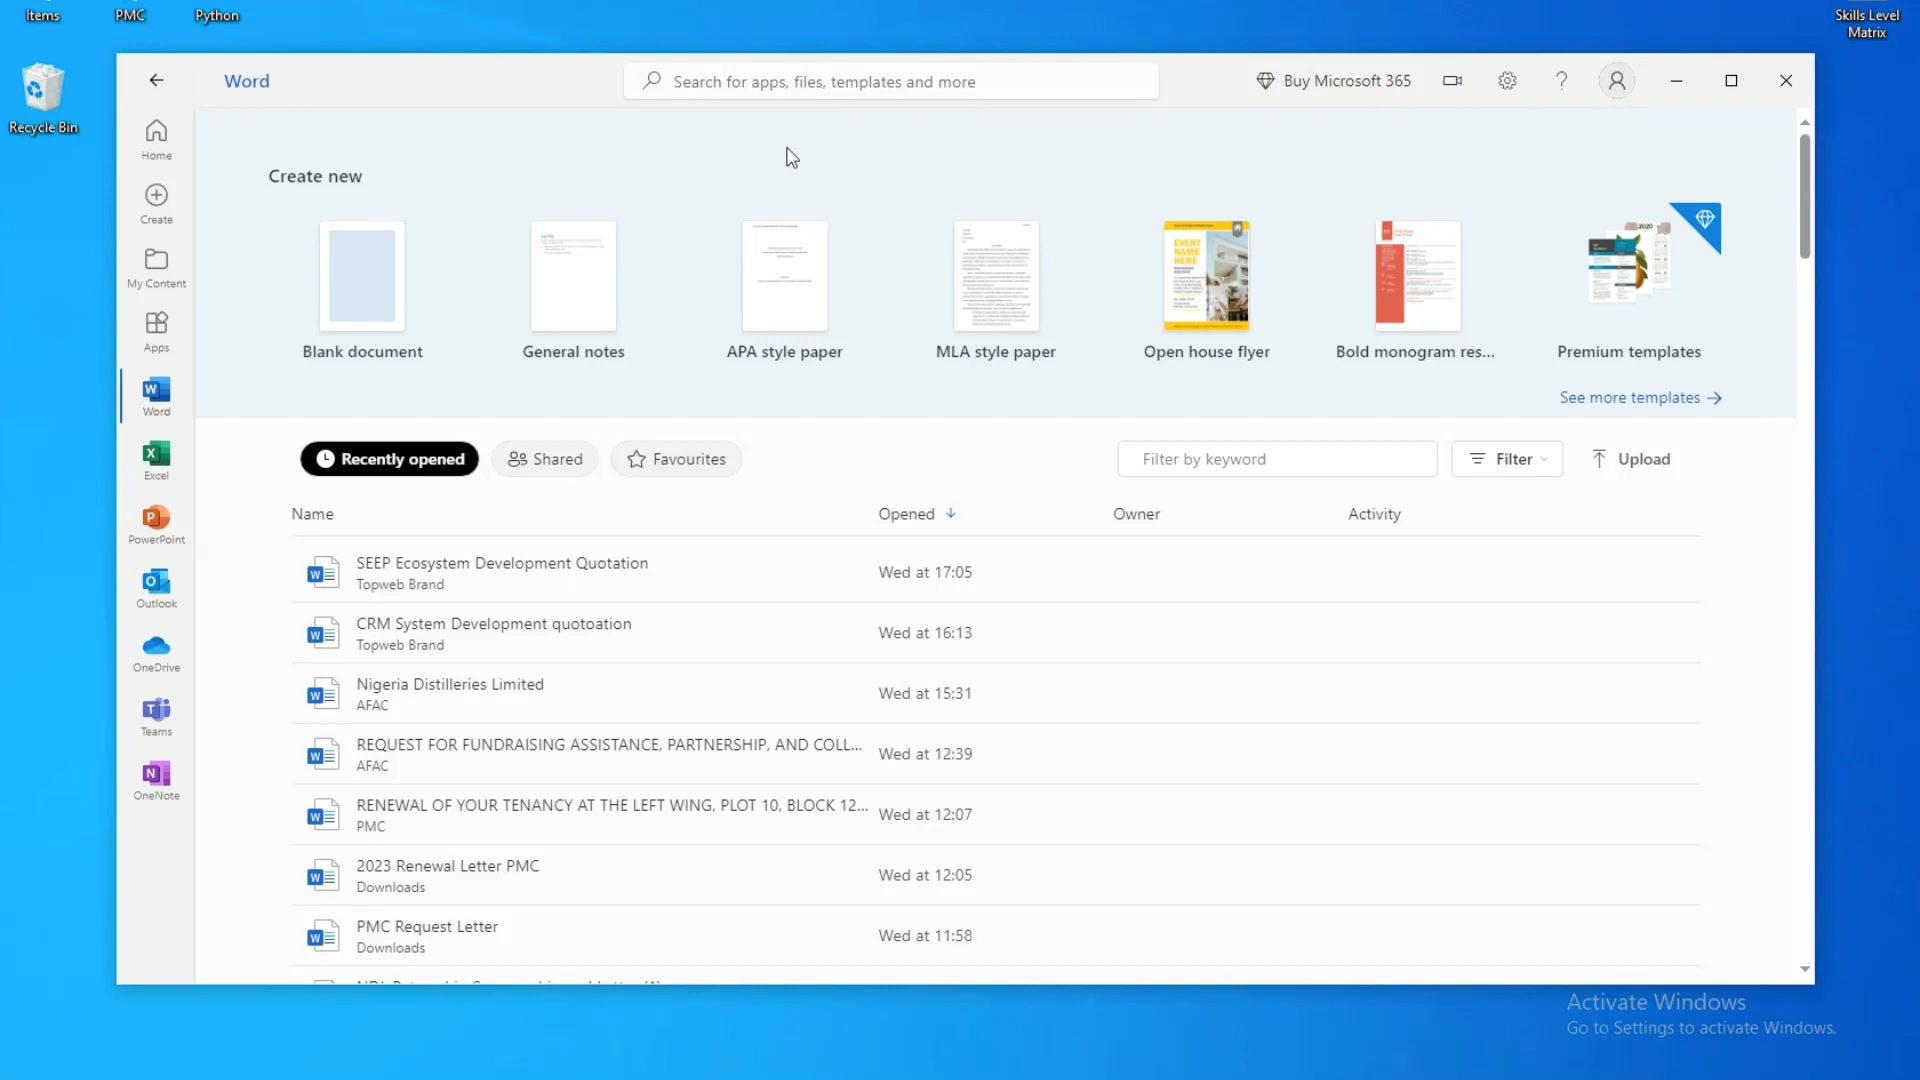 Items
PMC
Python
Skills Level
Matrix
Recycle Bin
Word
Search for apps, files, templates and more
Buy Microsoft 365
Home
Create
My Content
Apps
Word
Excel
PowerPoint
Outlook
OneDrive
Teams
OneNote
Create new
EVENT
NAME
HERE
2020
Blank document
General notes
APA style paper
MLA style paper
Open house flyer
Bold monogram res...
Premium templates
See more templates
Recently opened
Shared
Favourites
Filter by keyword
Filter
Upload
Name
Opened
Owner
Activity
SEEP Ecosystem Development Quotation
Topweb Brand
Wed at 17:05
CRM System Development quotoation
Topweb Brand
Wed at 16:13
Nigeria Distilleries Limited
AFAC
Wed at 15:31
REQUEST FOR FUNDRAISING ASSISTANCE, PARTNERSHIP, AND COLL...
AFAC
Wed at 12:39
RENEWAL OF YOUR TENANCY AT THE LEFT WING, PLOT 10, BLOCK 12...
PMC
Wed at 12:07
2023 Renewal Letter PMC
Downloads
Wed at 12:05
PMC Request Letter
Downloads
Wed at 11:58
Activate Windows
Go to Settings to activate Windows.